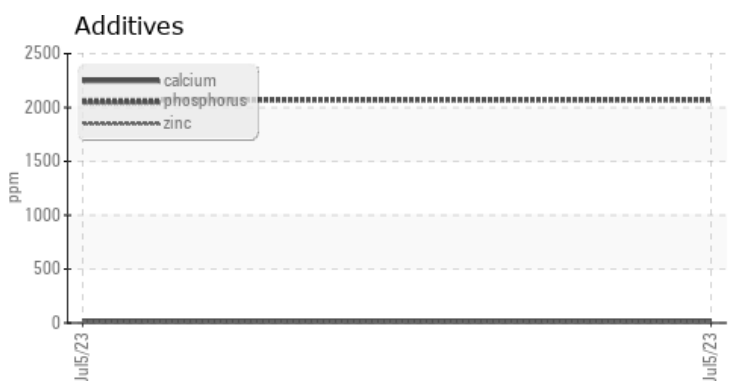 Additives
2500
2000
1500
1000
500
0
ppm
calcium
phosphorus
zinc
Jul5/23
Jul5/23